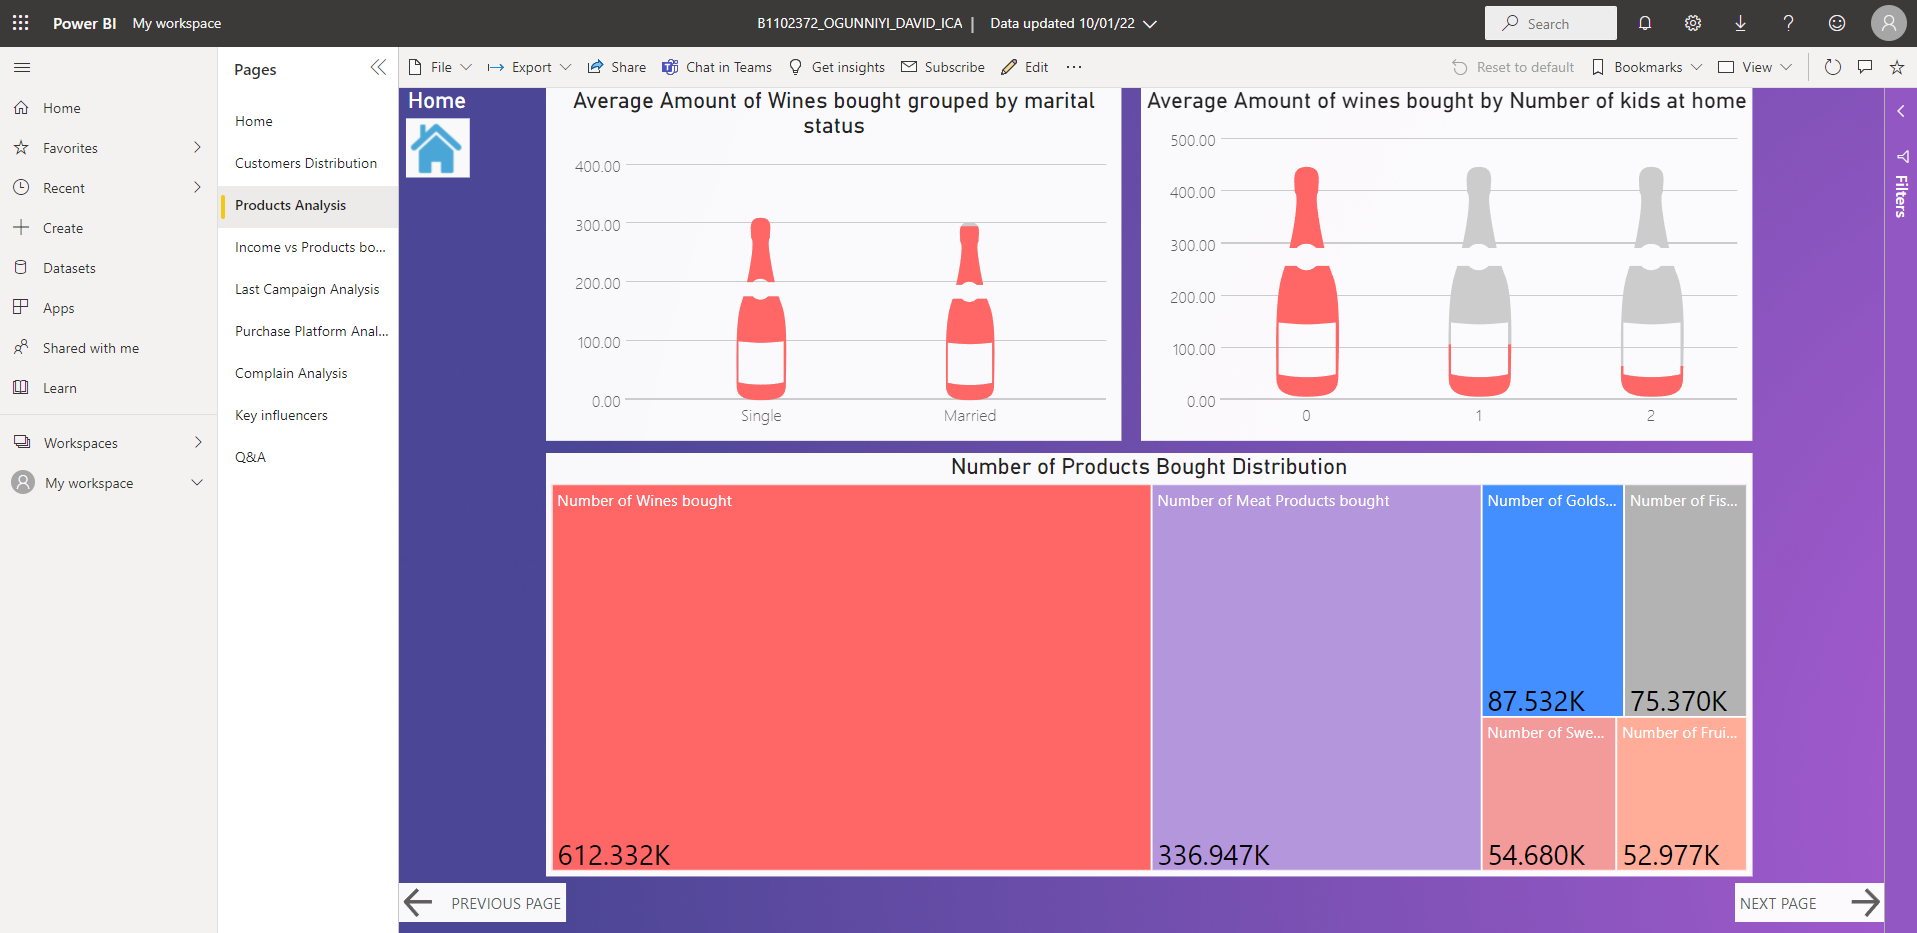 Power BI My workspace
B1102372_OGUNNIYI_DAVID_ICA | Data updated 10/01/22
Search
Pages
File
Export
Share
Chat in Teams
Get insights
Subscribe
Edit
Reset to default
Bookmarks
View
Home
Favorites
Recent
Create
Datasets
Apps
Shared with me
Learn
Workspaces
My workspace
Home
Customers Distribution
Products Analysis
Income vs Products bo...
Last Campaign Analysis
Purchase Platform Anal...
Complain Analysis
Key influencers
Q&A
Home
Average Amount of Wines bought grouped by marital
status
400.00
300.00
200.00
100.00
0.00
Single Married
Average Amount of wines bought by Number of kids at home
500.00
400.00
300.00
200.00
100.00
0.00
0 1 2
Filters
Number of Products Bought Distribution
Number of Wines bought
612.332K
Number of Meat Products bought
336.947K
Number of Golds...
87.532K
Number of Fis...
75.370K
Number of Swe...
54.680K
Number of Frui...
52.977K
PREVIOUS PAGE
NEXT PAGE